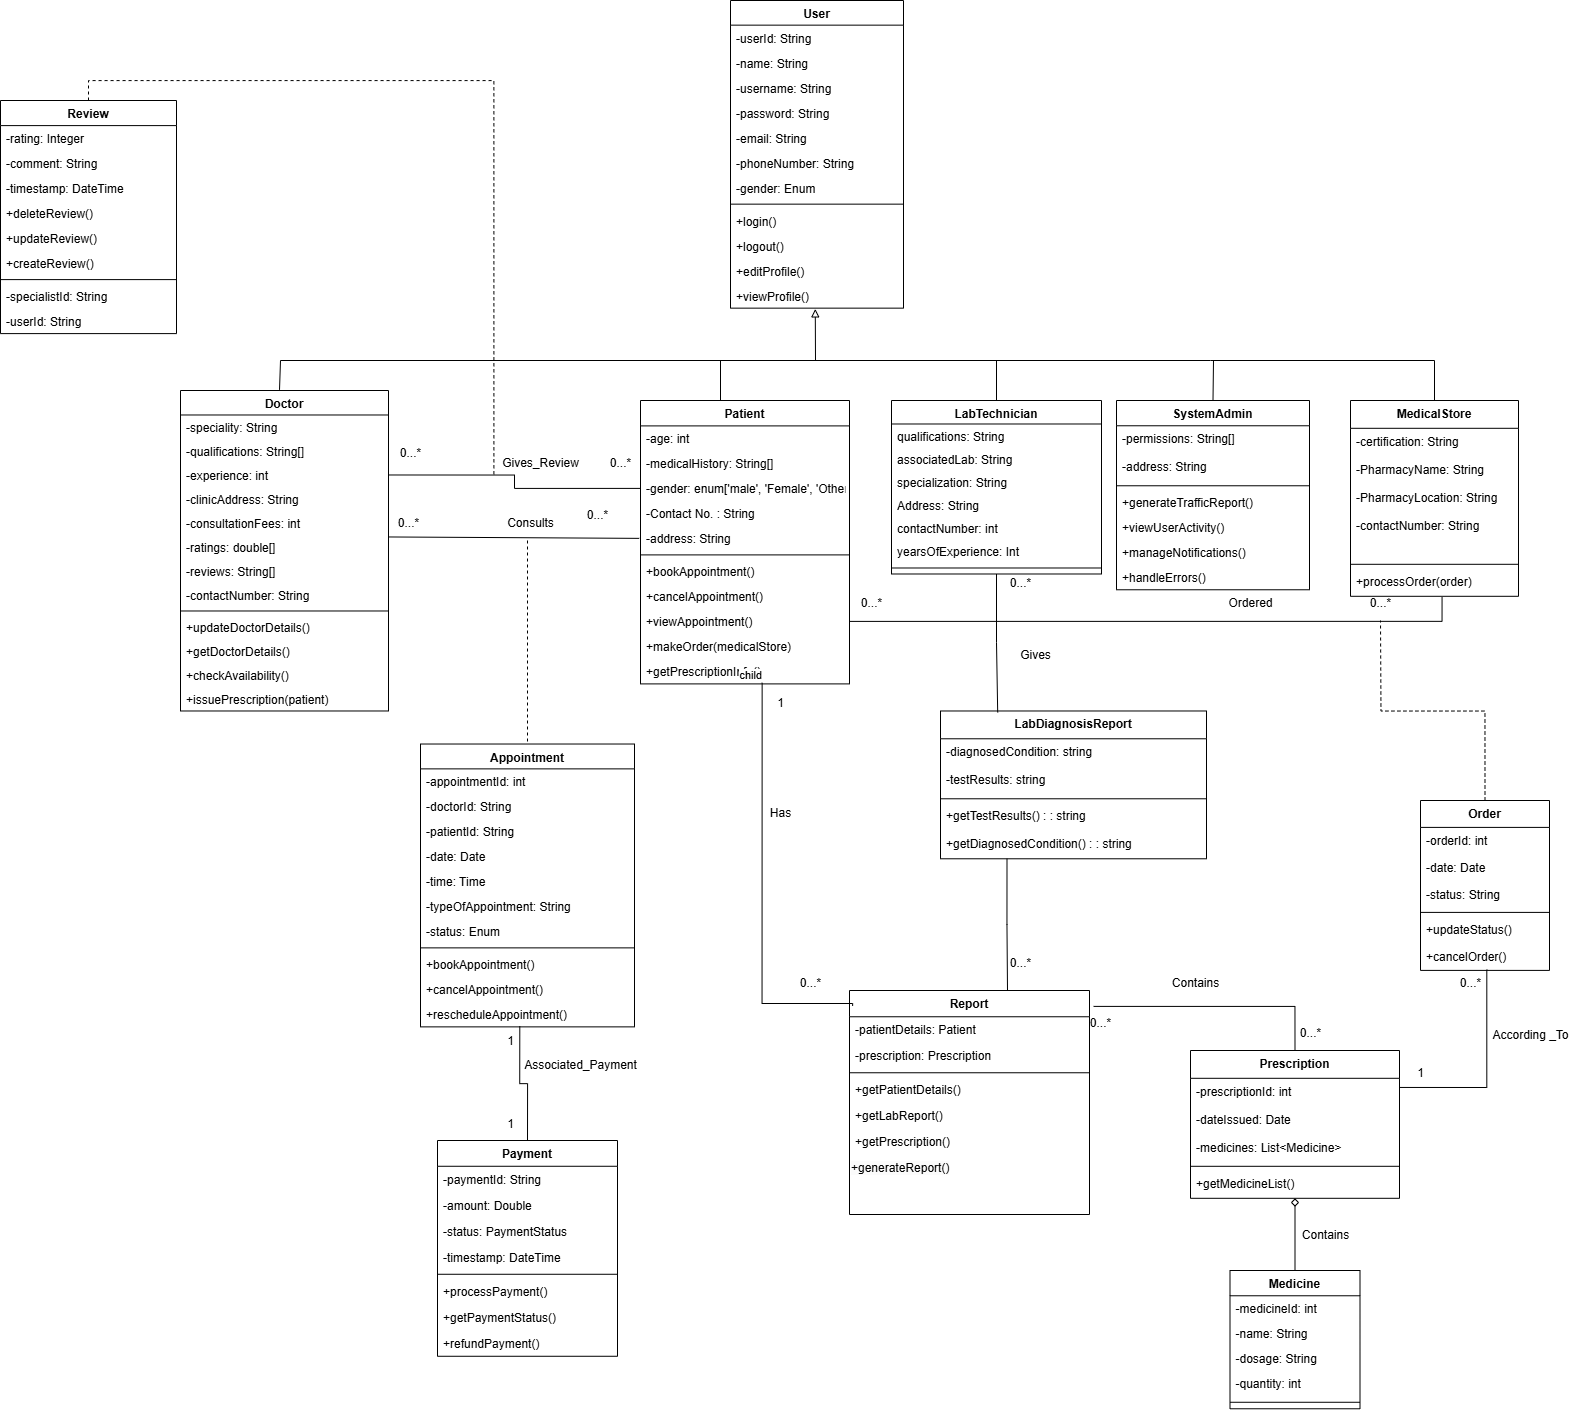 User
-userId: String
-name: String
-username: String
-password: String
-email: String
-phoneNumber: String
-gender: Enum
+login()
+logout()
+editProfile()
+viewProfile()
Review
-rating: Integer
-comment: String
-timestamp: DateTime
+deleteReview()
+updateReview()
+createReview()
-specialistId: String
-userId: String
Doctor
-speciality: String
-qualifications: String[]
-experience: int
-clinicAddress: String
-consultationFees: int
-ratings: double[]
-reviews: String[]
-contactNumber: String
+updateDoctorDetails()
+getDoctorDetails()
+checkAvailability()
+issuePrescription(patient)
0...*
Gives_Review
0...*
0...*
Consults
0...*
Patient
-age: int
-medicalHistory: String[]
-gender: enum['male', 'Female', 'Othe
-Contact No. : String
-address: String
+bookAppointment()
+cancelAppointment()
+viewAppointment()
+makeOrder(medicalStore)
+getPrescriptionI
child
LabTechnician
qualifications: String
associatedLab: String
specialization: String
Address: String
contactNumber: int
yearsOfExperience: Int
SystemAdmin
-permissions: String[]
-address: String
+generateTrafficReport()
+viewUserActivity()
+manageNotifications()
+handleErrors()
MedicalStore
-certification: String
-PharmacyName: String
-PharmacyLocation: String
-contactNumber: String
+processOrder(order)
0...*
0...*
Ordered
0...*
Gives
1
Has
0...*
LabDiagnosisReport
-diagnosedCondition: string
-testResults: string
+getTestResults() : : string
+getDiagnosedCondition() : : string
0...*
Appointment
-appointmentId: int
-doctorId: String
-patientId: String
-date: Date
-time: Time
-typeOfAppointment: String
-status: Enum
+bookAppointment()
+cancelAppointment()
+rescheduleAppointment()
1
Associated_Payment
1
Payment
-paymentId: String
-amount: Double
-status: PaymentStatus
-timestamp: DateTime
+processPayment()
+getPaymentStatus()
+refundPayment()
Order
-orderId: int
-date: Date
-status: String
+updateStatus()
+cancelOrder()
0...*
According _To
1
Report
-patientDetails: Patient
-prescription: Prescription
+getPatientDetails()
+getLabReport()
+getPrescription()
+generateReport()
Contains
0...*
0...*
Prescription
-prescriptionId: int
-dateIssued: Date
-medicines: List<Medicine>
+getMedicineList()
Contains
Medicine
-medicineId: int
-name: String
-dosage: String
-quantity: int